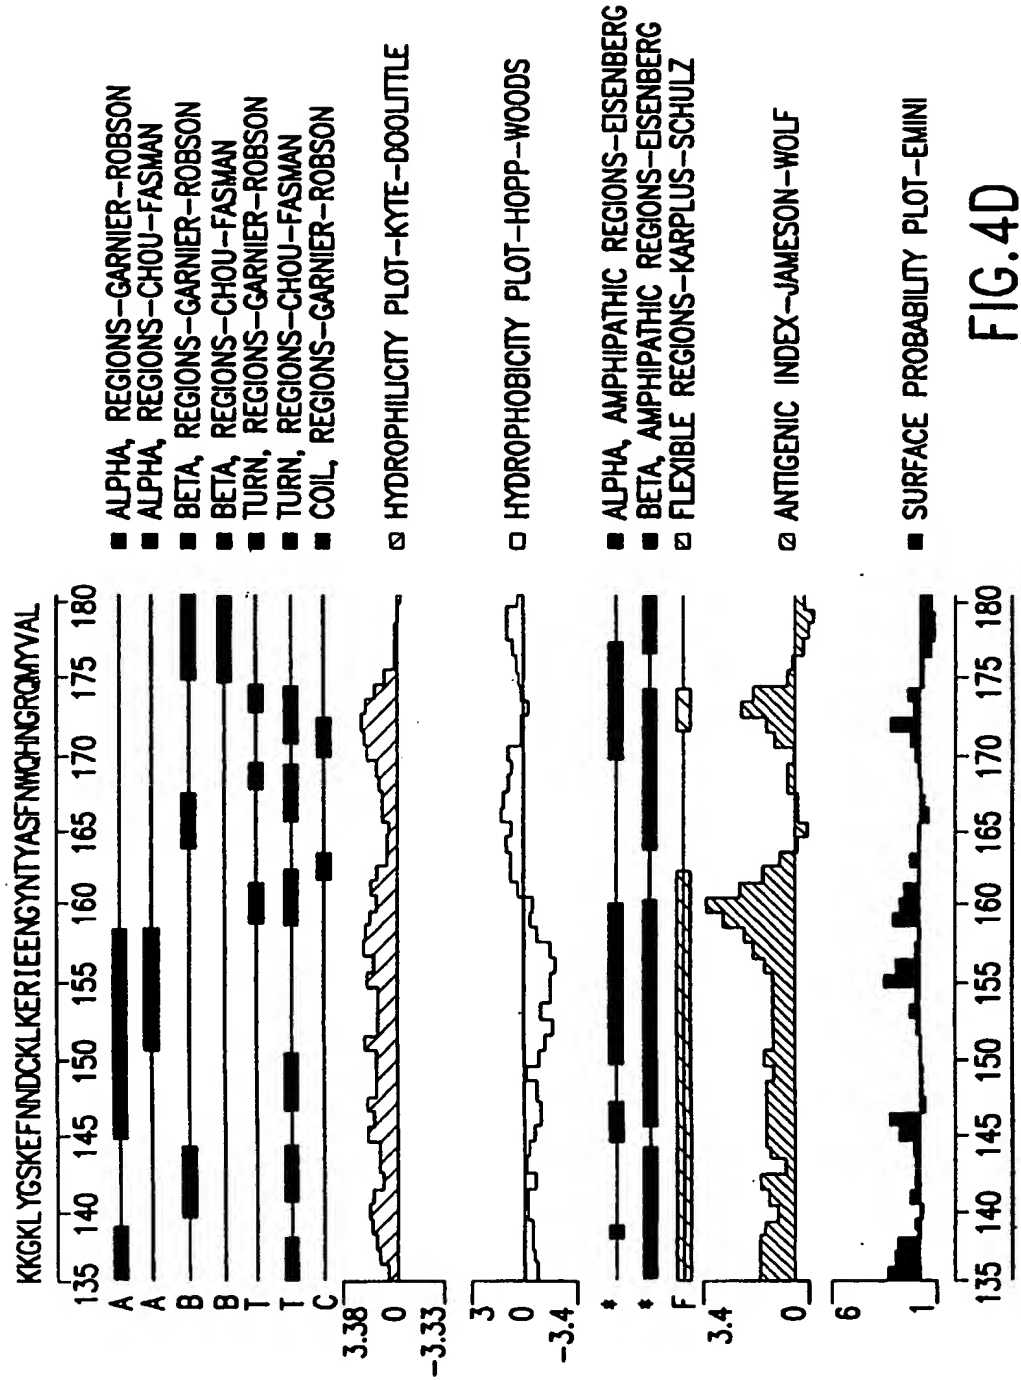 KKGKLYGSKEFNNDCKLKERIEENGYNTYASFNWQHNGRQMYVAL
135 140 145 150 155 160 165 170 175 180
A ■ ALPHA, REGIONS-GARNIER-ROBSON
A ■ ALPHA, REGIONS-CHOU-FASMAN
B ■ BETA, REGIONS-GARNIER-ROBSON
B ■ BETA, REGIONS-CHOU-FASMAN
T ■ TURN, REGIONS-GARNIER-ROBSON
T ■ TURN, REGIONS-CHOU-FASMAN
C ■ COIL, REGIONS-GARNIER-ROBSON
3.38
0
-3.33
HYDROPHILICITY PLOT-KYTE-DOOLITTLE
3
0
-3.4
HYDROPHOBICITY PLOT-HOPP-WOODS
* ■ ALPHA, AMPHIPATHIC REGIONS-EISENBERG
* ■ BETA, AMPHIPATHIC REGIONS-EISENBERG
F FLEXIBLE REGIONS-KARPLUS-SCHULZ
3.4
0
ANTIGENIC INDEX-JAMESON-WOLF
6
1
■ SURFACE PROBABILITY PLOT-EMINI
135 140 145 150 155 160 165 170 175 180
FIG.4D